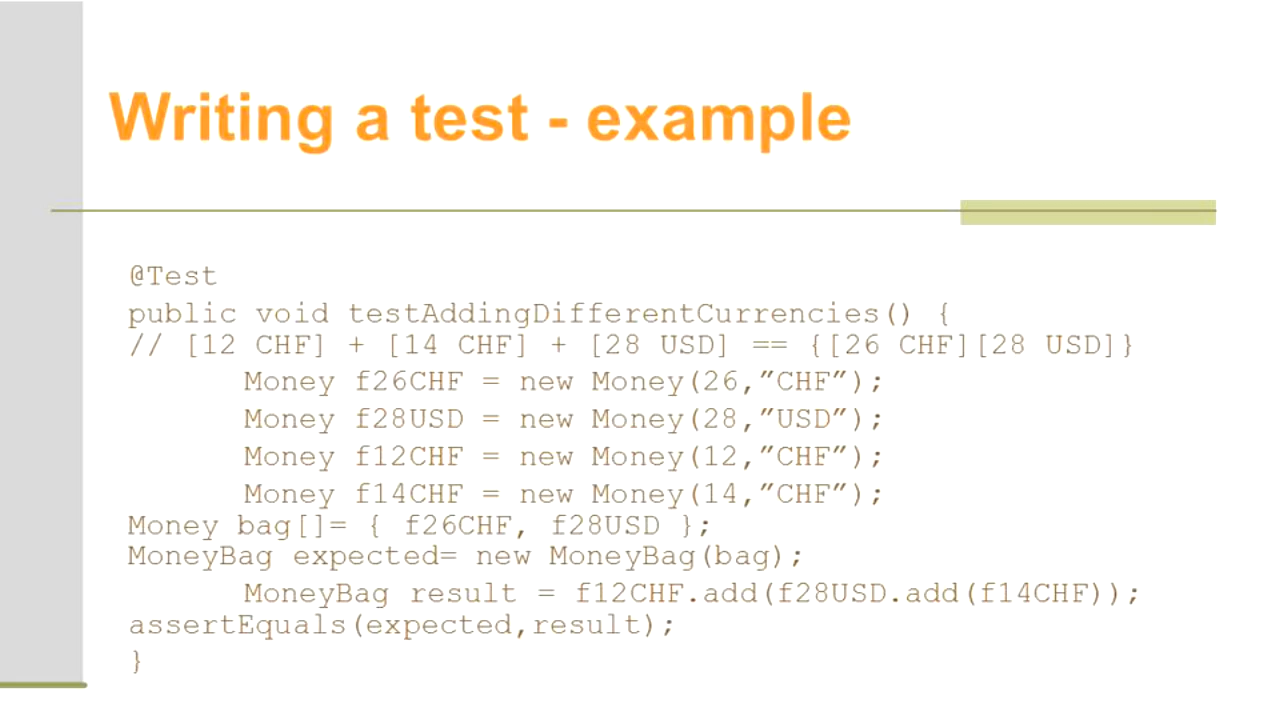 Writing a test - example
@Test
public void testAddingDifferentCurrencies() {
// [12 CHF] + [14 CHF] + [28 USD] == {[26 CHF][28 USD]}
Money f26CHF = new Money(26,”CHF”);
Money f28USD = new Money(28,”USD”);
Money f12CHF = new Money(12,”CHF”);
Money f14CHF = new Money(14,”CHF”);
Money bag[]= { f26CHF, f28USD };
MoneyBag expected= new MoneyBag(bag);
MoneyBag result = f12CHF.add(f28USD.add(f14CHF));
assertEquals(expected,result);
}